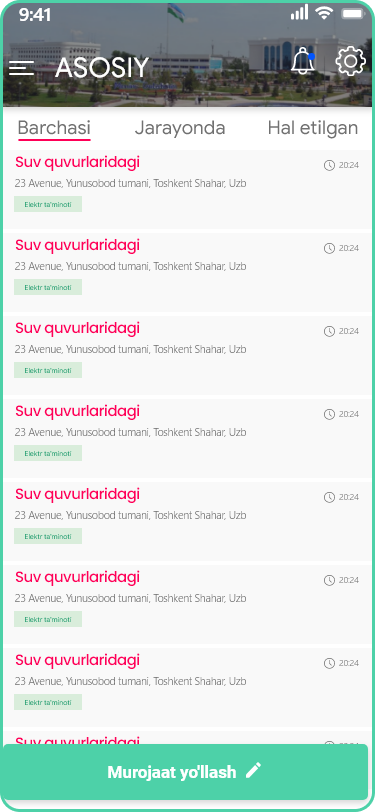 9:41
ASOSIY
Barchasi Jarayonda Hal etilgan
Suv quvurlaridagi 20:24
23 Avenue, Yunusobod tumani, Toshkent Shahar, Uzb
Elektr ta'minoti
Suv quvurlaridagi 20:24
23 Avenue, Yunusobod tumani, Toshkent Shahar, Uzb
Elektr ta'minoti
Suv quvurlaridagi 20:24
23 Avenue, Yunusobod tumani, Toshkent Shahar, Uzb
Elektr ta'minoti
Suv quvurlaridagi 20:24
23 Avenue, Yunusobod tumani, Toshkent Shahar, Uzb
Elektr ta'minoti
Suv quvurlaridagi 20:24
23 Avenue, Yunusobod tumani, Toshkent Shahar, Uzb
Elektr ta'minoti
Suv quvurlaridagi 20:24
23 Avenue, Yunusobod tumani, Toshkent Shahar, Uzb
Elektr ta'minoti
Suv quvurlaridagi 20:24
23 Avenue, Yunusobod tumani, Toshkent Shahar, Uzb
Elektr ta'minoti
Suv quvurlaridagi
Murojaat yo'llash